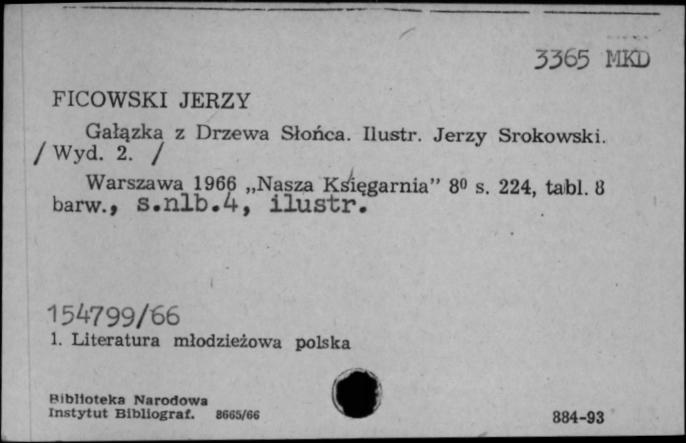 3365 MKD
FICOWSKI JERZY
Gałązka z Drzewa Słońca. Ilustr. Jerzy Srokowski.
/ Wyd. 2. /
Warszawa 1966 „Nasza Księgarnia” 8⁰ s. 224, tabl. 8
barw., s.nlb.4, ilustr.
154799/66
1. Literatura młodzieżowa polska
Biblioteka Narodowa
Instytut Bibliograf. 8665/66
884-93